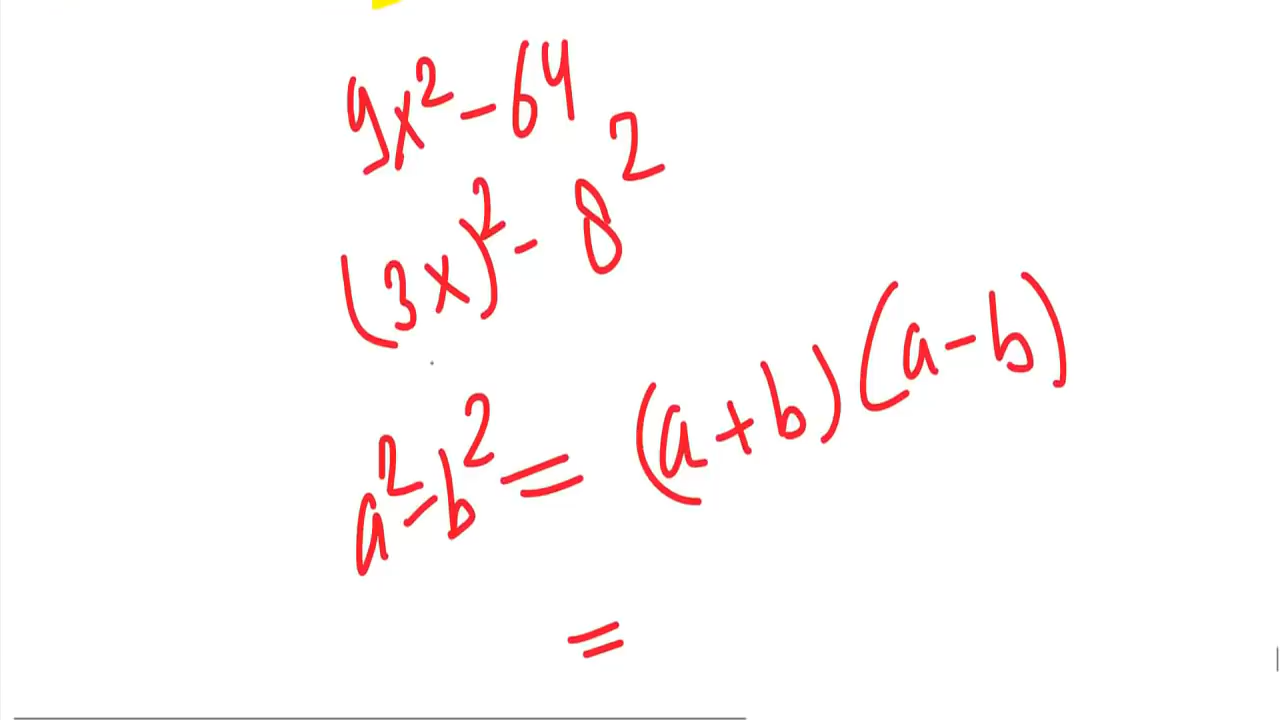 9x² - 64
(3x)² - 8²
a² - b² = (a + b)(a - b)
=